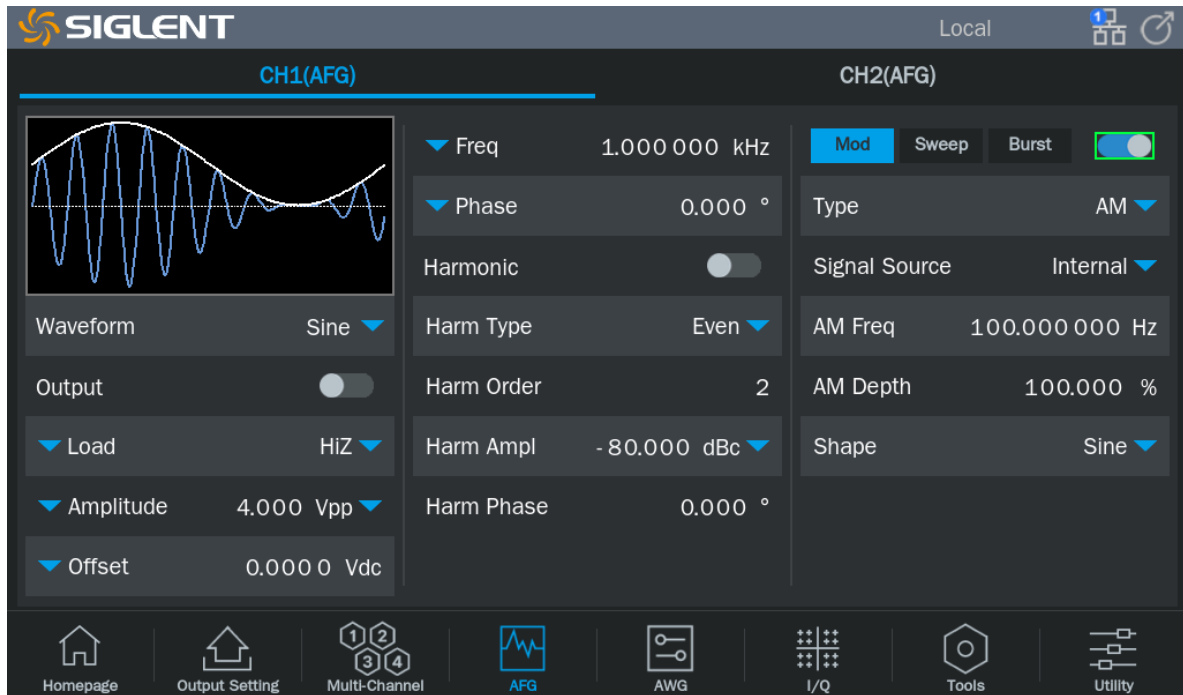 SIGLENT
Local
1
CH1(AFG)
CH2(AFG)
Waveform Sine
Output
Load HiZ
Amplitude 4.000 Vpp
Offset 0.0000 Vdc
Freq 1.000 000 kHz
Phase 0.000 °
Harmonic
Harm Type Even
Harm Order 2
Harm Ampl -80.000 dBc
Harm Phase 0.000 °
Mod Sweep Burst
Type AM
Signal Source Internal
AM Freq 100.000 000 Hz
AM Depth 100.000 %
Shape Sine
1 2
3 4
Homepage Output Setting Multi-Channel AFG AWG I/Q Tools Utility